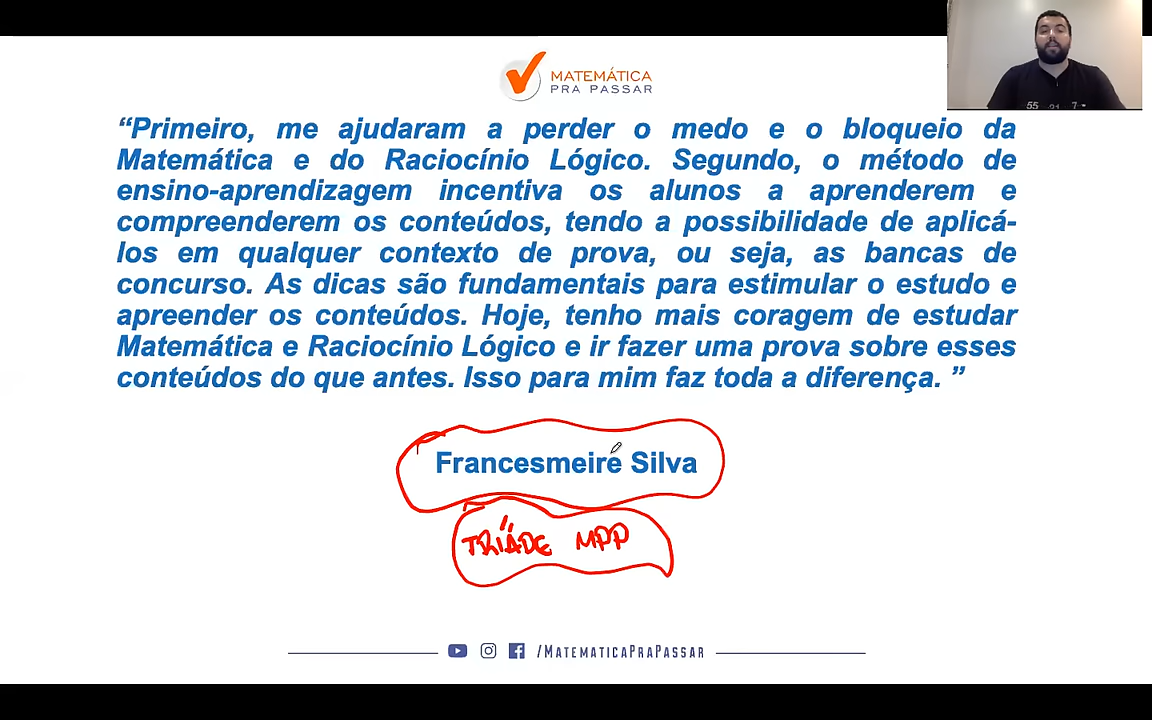 MATEMÁTICA
PRA PASSAR
“Primeiro, me ajudaram a perder o medo e o bloqueio da
Matemática e do Raciocínio Lógico. Segundo, o método de
ensino-aprendizagem incentiva os alunos a aprenderem e
compreenderem os conteúdos, tendo a possibilidade de aplicá-
los em qualquer contexto de prova, ou seja, as bancas de
concurso. As dicas são fundamentais para estimular o estudo e
apreender os conteúdos. Hoje, tenho mais coragem de estudar
Matemática e Raciocínio Lógico e ir fazer uma prova sobre esses
conteúdos do que antes. Isso para mim faz toda a diferença. ”
Francesmeire Silva
TRÍADE MPP
/MATEMATICAPRAPASSAR